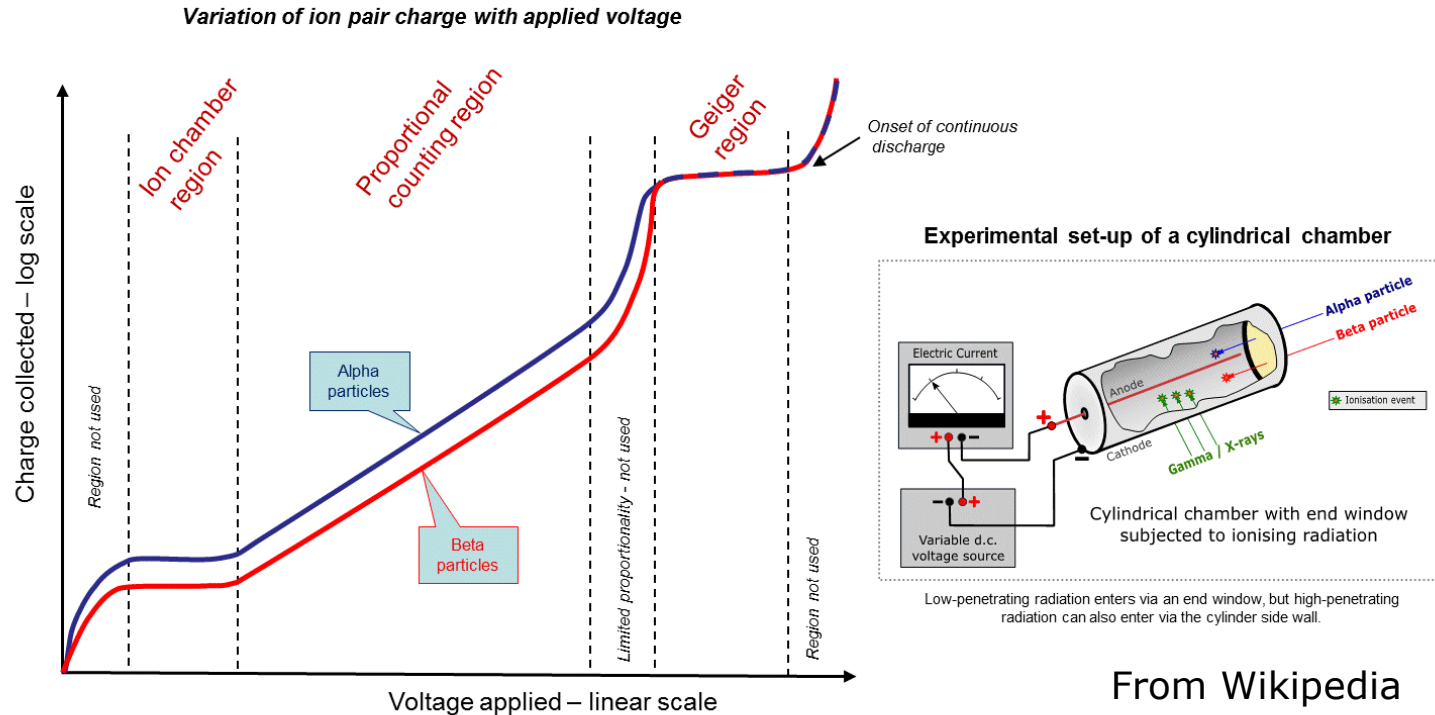 Variation of ion pair charge with applied voltage
Charge collected – log scale
Region not used
Ion chamber
region
Proportional
counting region
Limited proportionality - not used
Geiger
region
Region not used
Onset of continuous
discharge
Alpha
particles
Beta
particles
Voltage applied – linear scale
Experimental set-up of a cylindrical chamber
Alpha particle
Beta particle
Electric Current
+
–
Anode
+
Cathode
–
Gamma / X-rays
Ionisation event
–
+
Variable d.c.
voltage source
Cylindrical chamber with end window
subjected to ionising radiation
Low-penetrating radiation enters via an end window, but high-penetrating
radiation can also enter via the cylinder side wall.
From Wikipedia